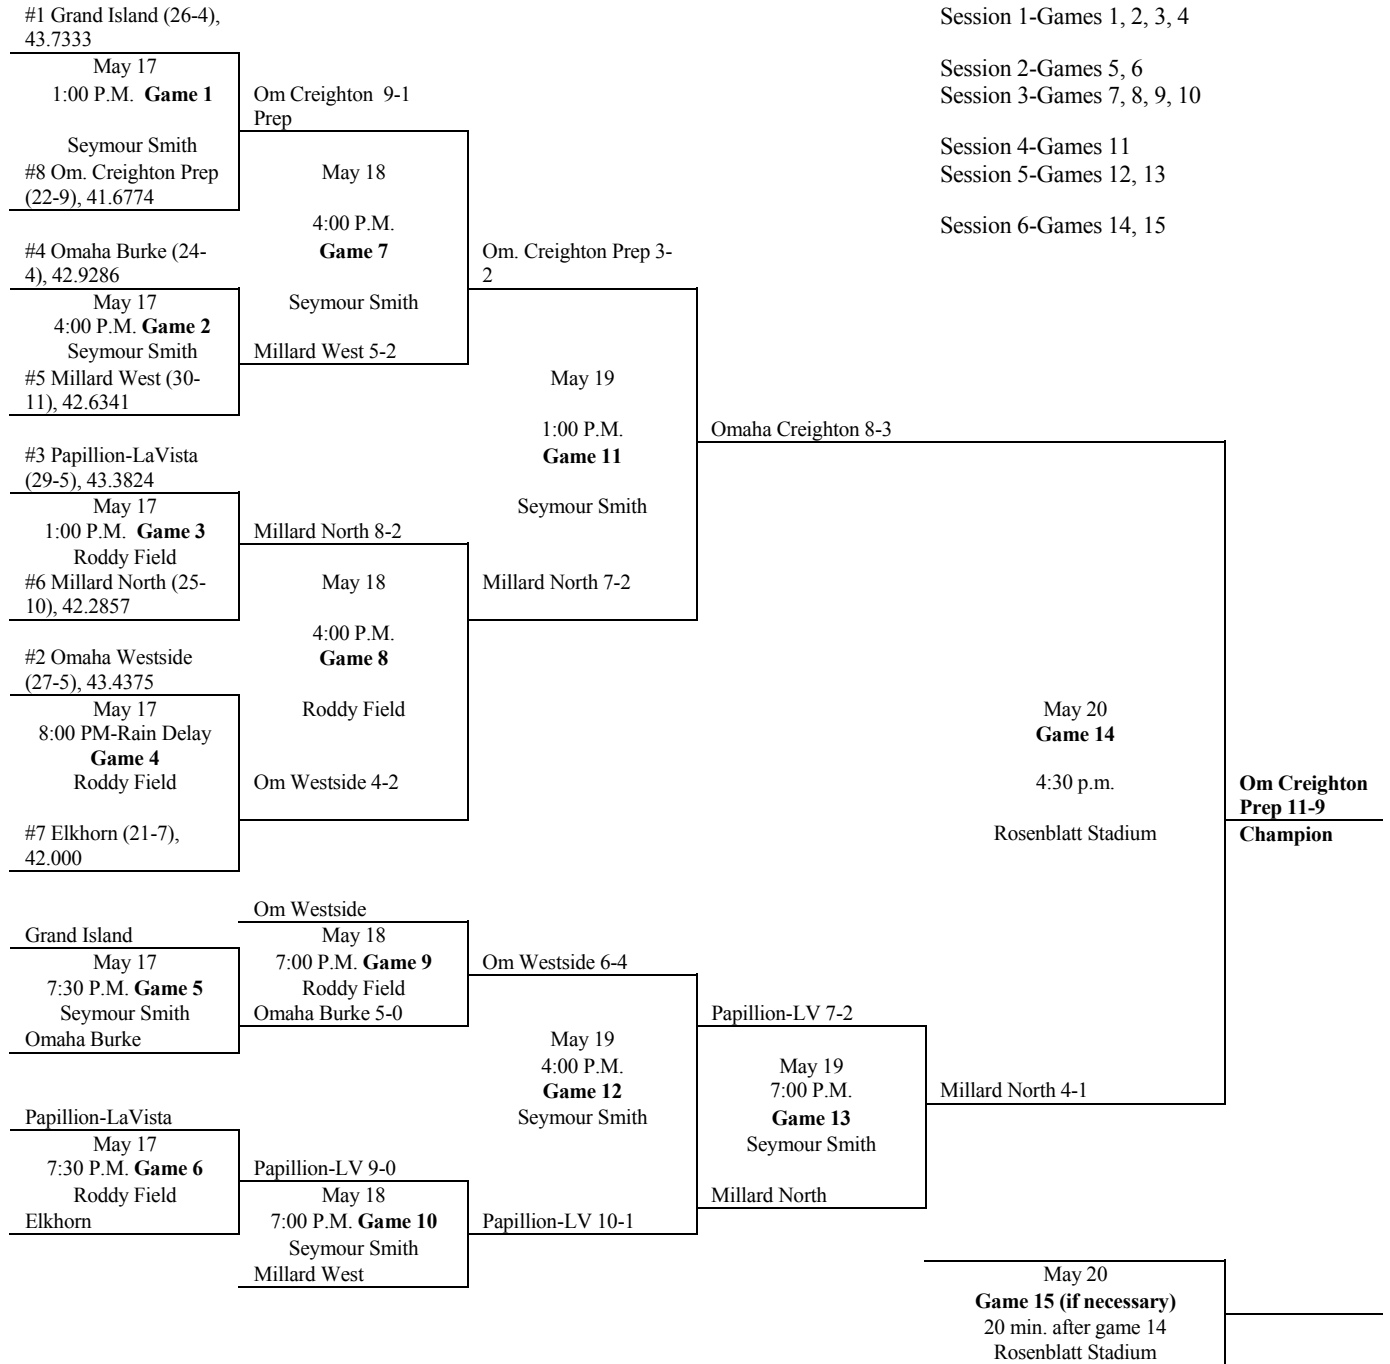 #1 Grand Island (26-4),
43.7333
May 17
1:00 P.M. Game 1
Seymour Smith
#8 Om. Creighton Prep
(22-9), 41.6774
#4 Omaha Burke (24-
4), 42.9286
May 17
4:00 P.M. Game 2
Seymour Smith
#5 Millard West (30-
11), 42.6341
#3 Papillion-LaVista
(29-5), 43.3824
May 17
1:00 P.M. Game 3
Roddy Field
#6 Millard North (25-
10), 42.2857
#2 Omaha Westside
(27-5), 43.4375
May 17
8:00 PM-Rain Delay
Game 4
Roddy Field
#7 Elkhorn (21-7),
42.000
Om Creighton 9-1
Prep
May 18
4:00 P.M.
Game 7
Seymour Smith
Millard West 5-2
Millard North 8-2
May 18
4:00 P.M.
Game 8
Roddy Field
Om Westside 4-2
Om. Creighton Prep 3-
2
May 19
1:00 P.M.
Game 11
Seymour Smith
Millard North 7-2
Omaha Creighton 8-3
Session 1-Games 1, 2, 3, 4
Session 2-Games 5, 6
Session 3-Games 7, 8, 9, 10
Session 4-Games 11
Session 5-Games 12, 13
Session 6-Games 14, 15
May 20
Game 14
4:30 p.m.
Rosenblatt Stadium
Om Creighton
Prep 11-9
Champion
Grand Island
May 17
7:30 P.M. Game 5
Seymour Smith
Omaha Burke
Papillion-LaVista
May 17
7:30 P.M. Game 6
Roddy Field
Elkhorn
Om Westside
May 18
7:00 P.M. Game 9
Roddy Field
Omaha Burke 5-0
Papillion-LV 9-0
May 18
7:00 P.M. Game 10
Seymour Smith
Millard West
Om Westside 6-4
May 19
4:00 P.M.
Game 12
Seymour Smith
Papillion-LV 10-1
Papillion-LV 7-2
May 19
7:00 P.M.
Game 13
Seymour Smith
Millard North
Millard North 4-1
May 20
Game 15 (if necessary)
20 min. after game 14
Rosenblatt Stadium